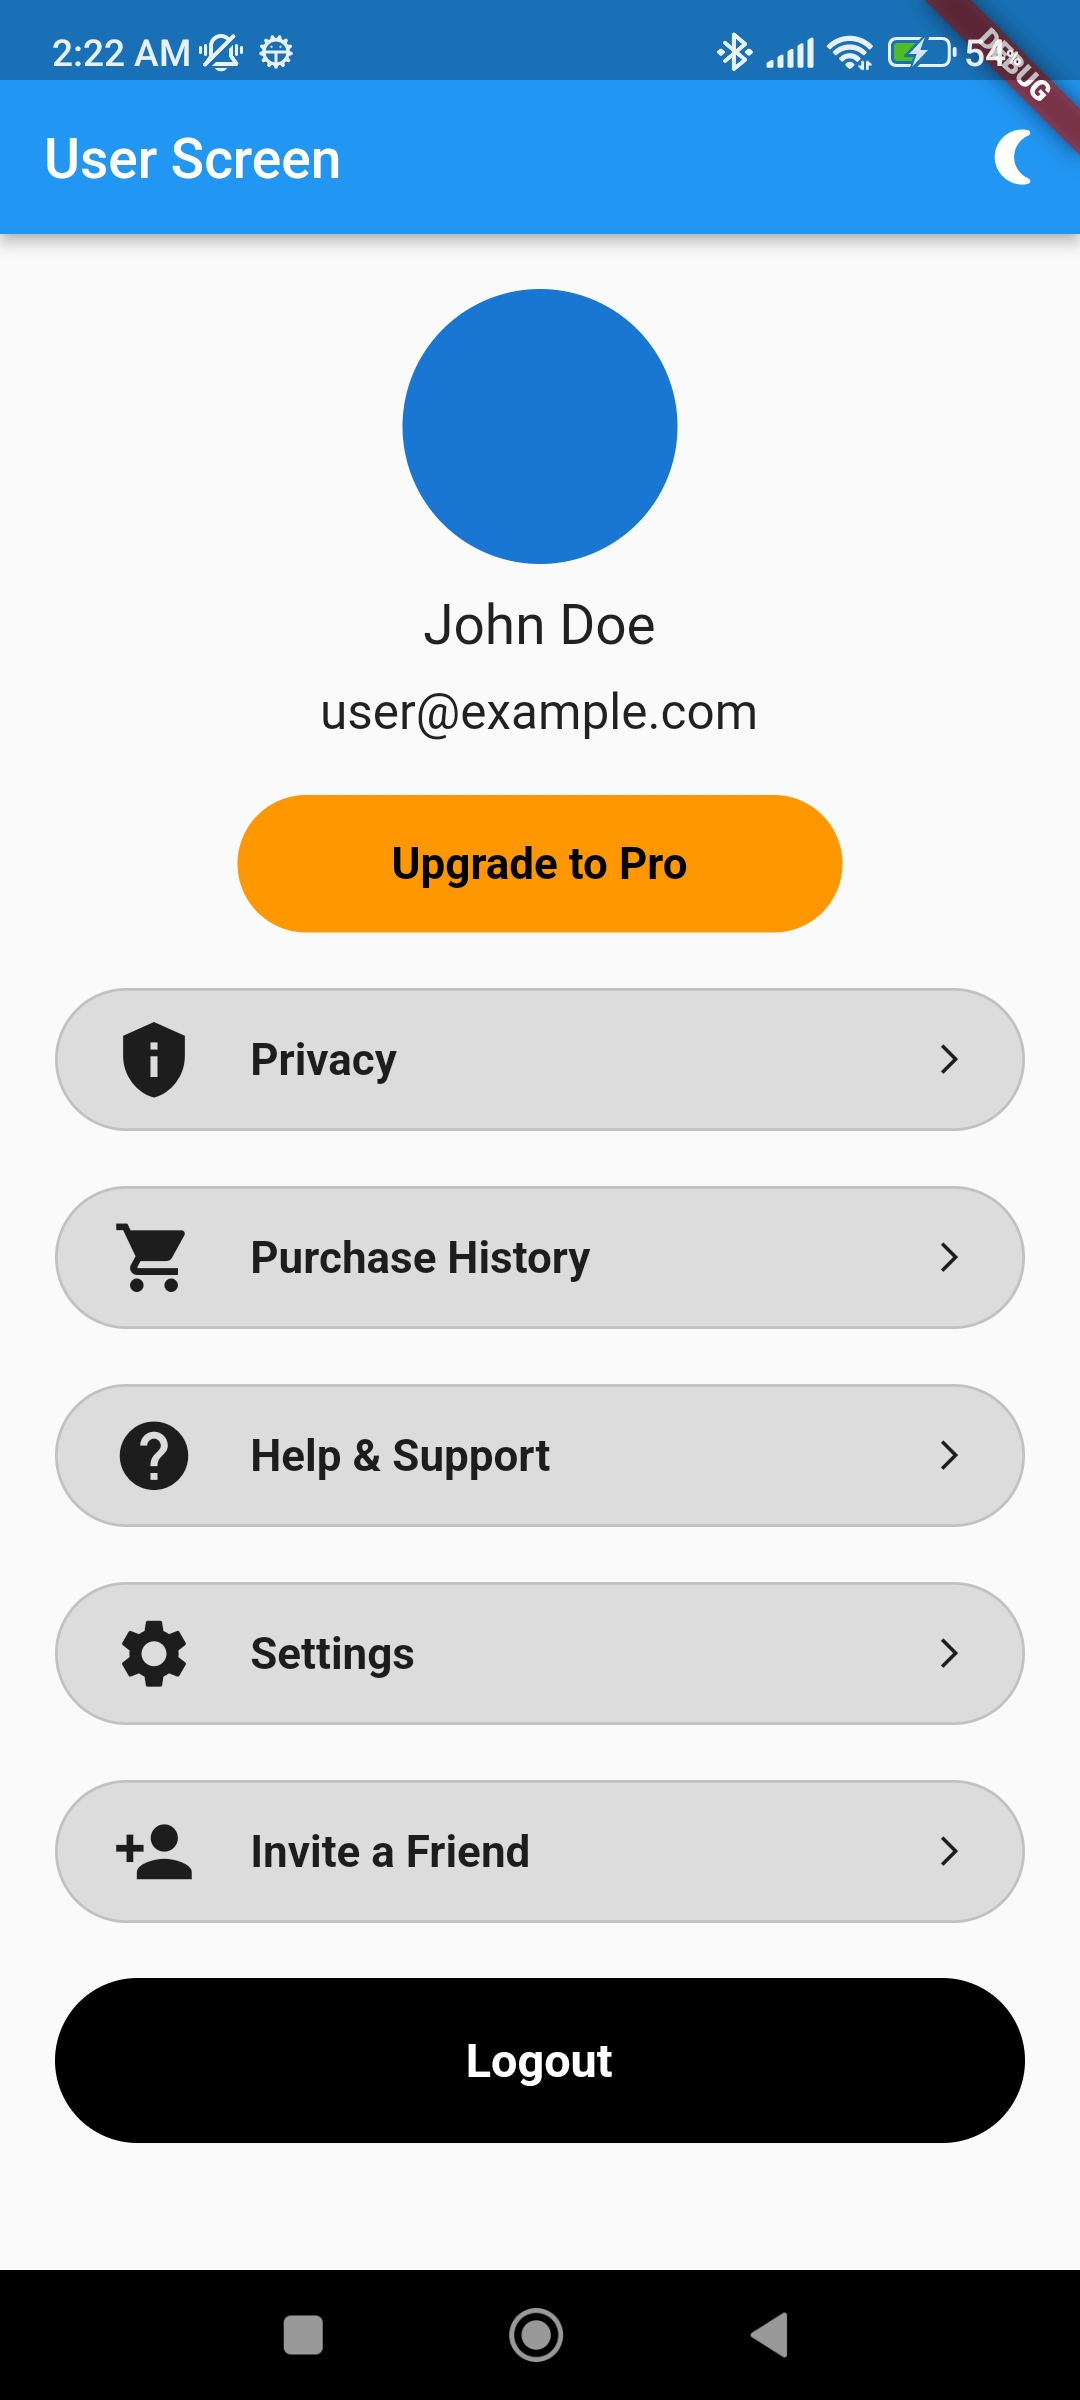 2:22 AM
DEBUG
User Screen
John Doe
user@example.com
Upgrade to Pro
Privacy
Purchase History
Help & Support
Settings
Invite a Friend
Logout